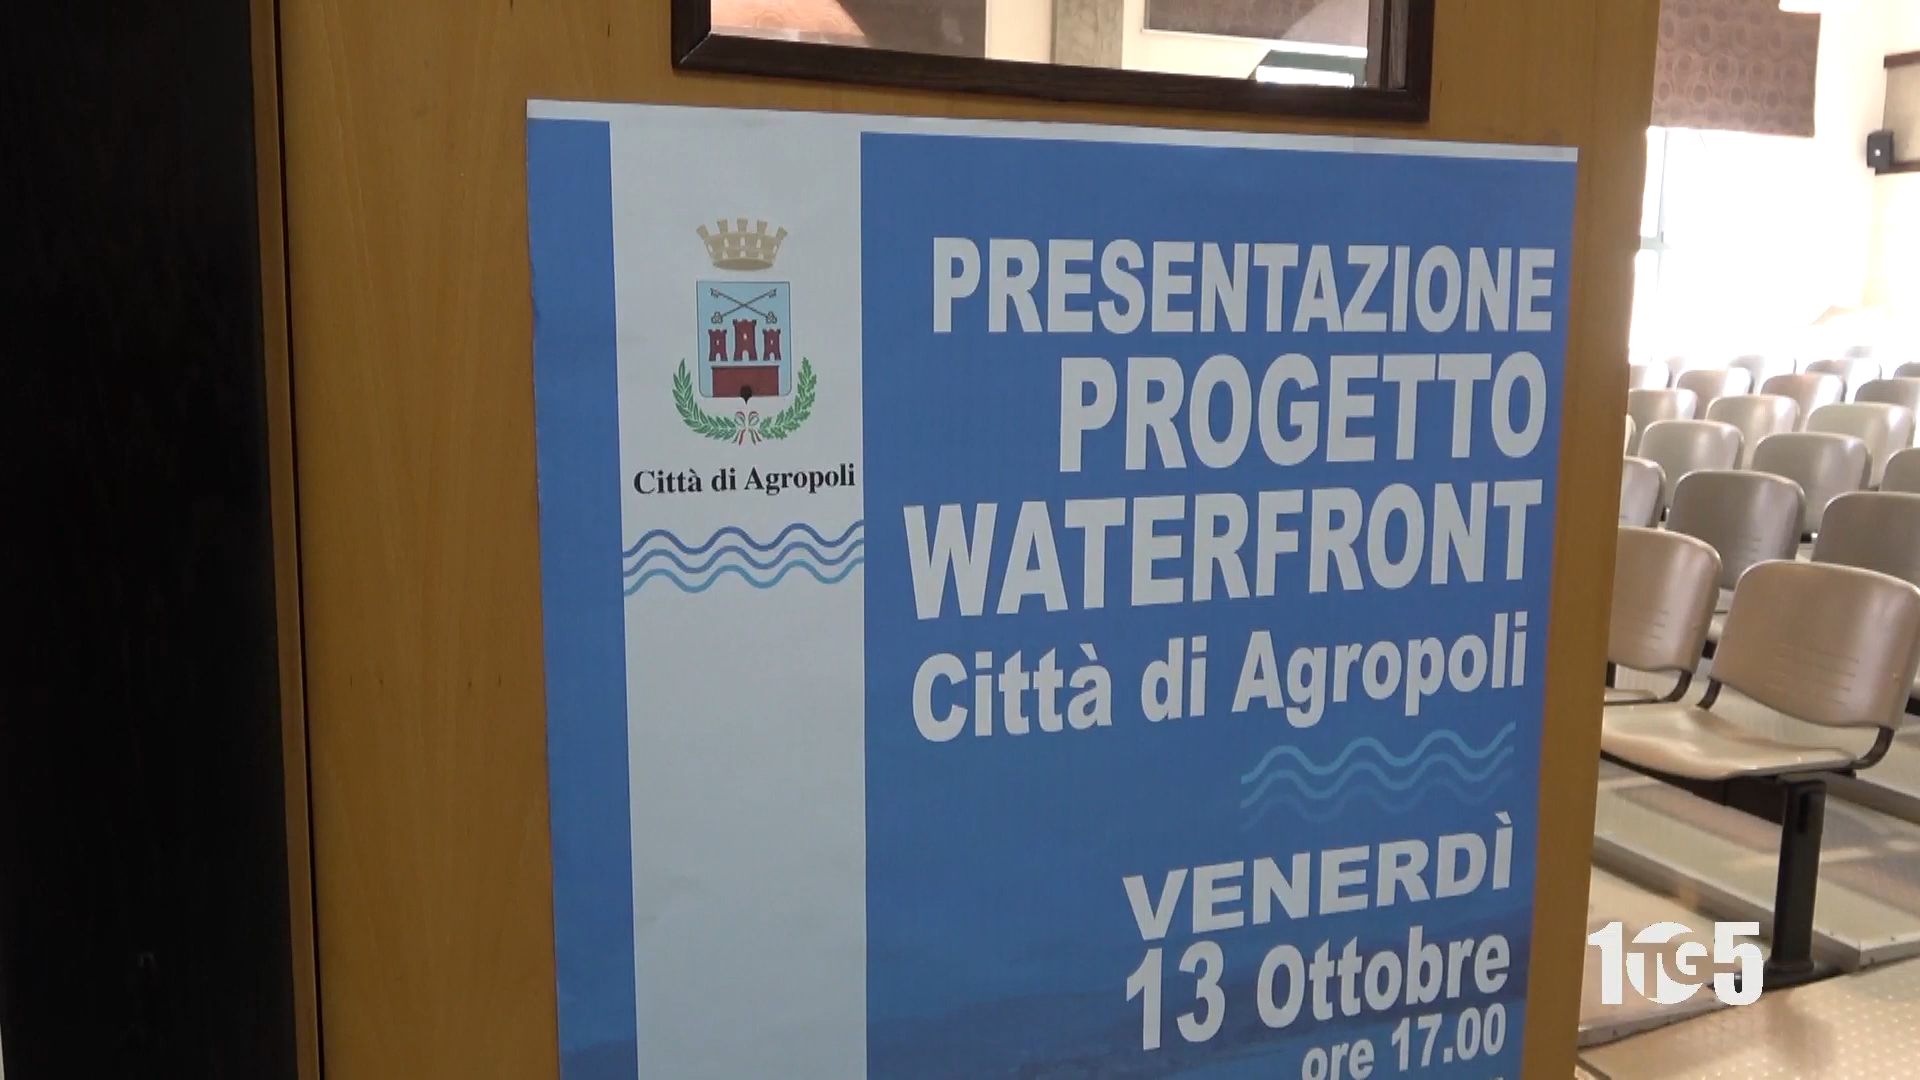 PRESENTAZIONE
PROGETTO
WATERFRONT
Città di Agropoli
Città di Agropoli
VENERDÌ
13 Ottobre
ore 17.00
1TG5